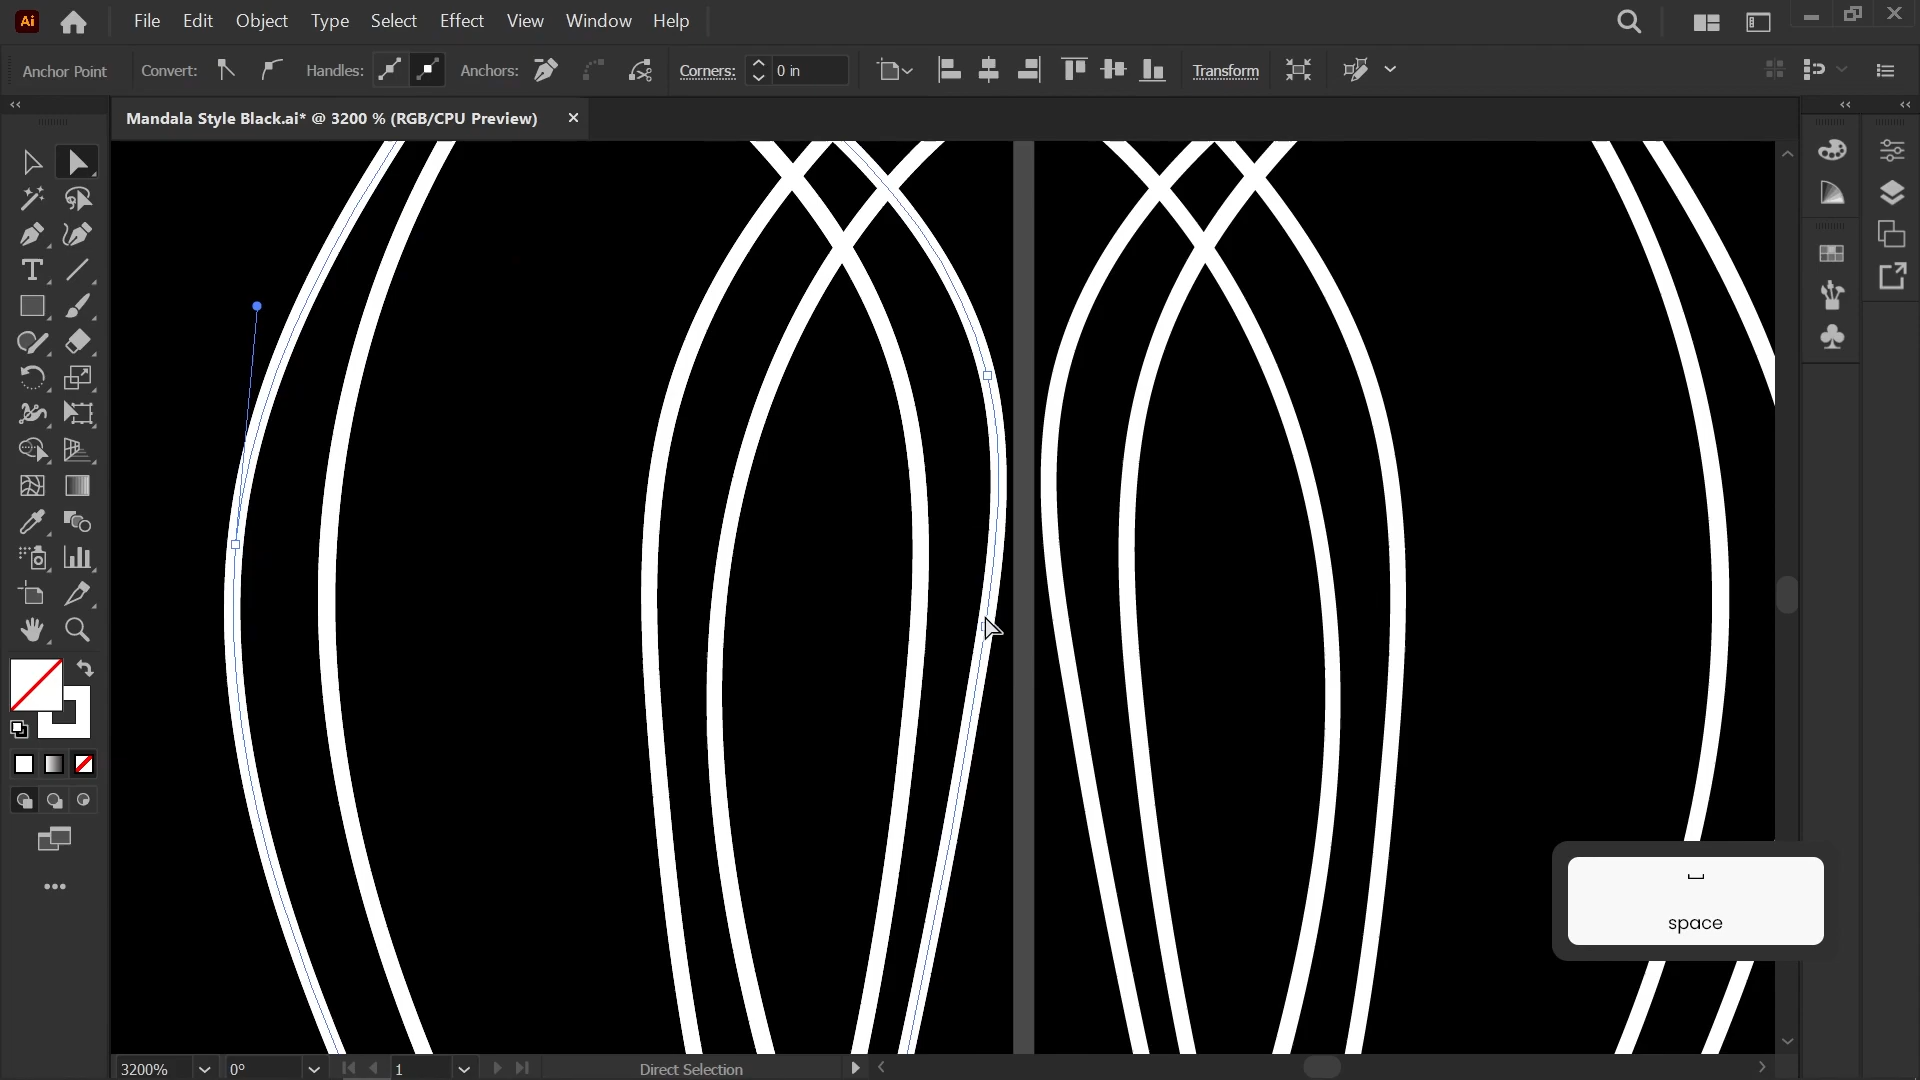 Ai File Edit Object Type Select Effect View Window Help
Anchor Point Convert: Handles: Anchors: Corners: 0 in Transform
Mandala Style Black.ai* @ 3200 % (RGB/CPU Preview)
space
3200% 0° 1 Direct Selection